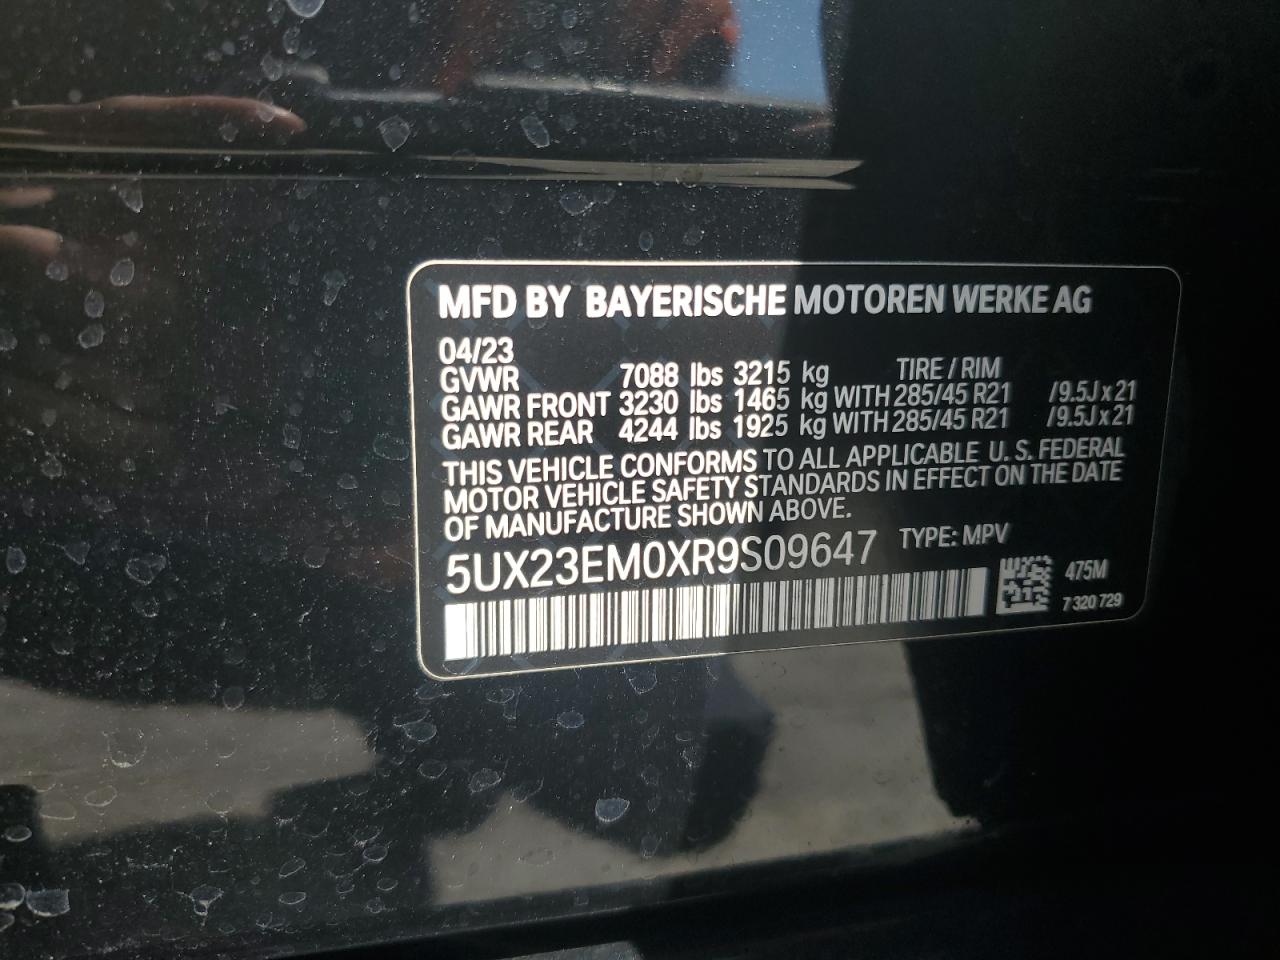 MFD BY BAYERISCHE MOTOREN WERKE AG
04/23
GVWR 7088 lbs 3215 kg TIRE / RIM
GAWR FRONT 3230 lbs 1465 kg WITH 285/45 R21 /9.5J x 21
GAWR REAR 4244 lbs 1925 kg WITH 285/45 R21 /9.5J x 21
THIS VEHICLE CONFORMS TO ALL APPLICABLE U. S. FEDERAL
MOTOR VEHICLE SAFETY STANDARDS IN EFFECT ON THE DATE
OF MANUFACTURE SHOWN ABOVE.
5UX23EM0XR9S09647 TYPE: MPV
475M
7 320 729